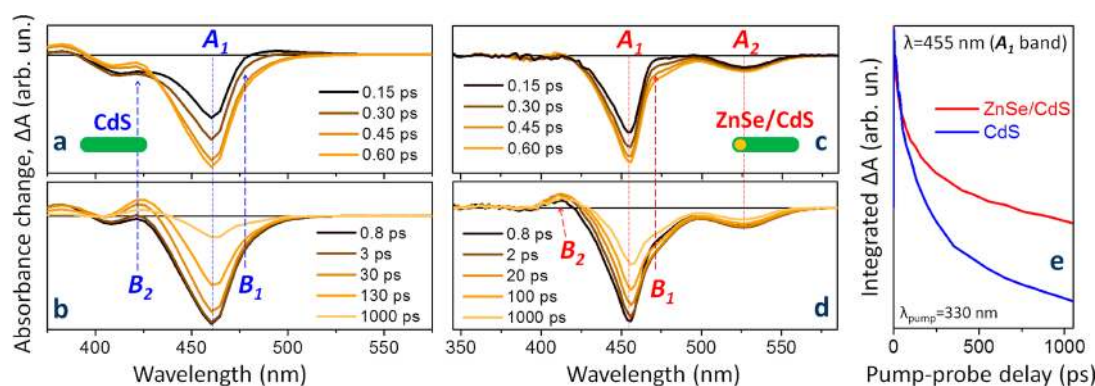 Absorbance change, ΔA (arb. un.)
A₁
0.15 ps
0.30 ps
0.45 ps
0.60 ps
CdS
a
B₂
B₁
0.8 ps
3 ps
30 ps
130 ps
1000 ps
b
400 450 500 550
Wavelength (nm)
A₁
A₂
0.15 ps
0.30 ps
0.45 ps
0.60 ps
ZnSe/CdS
c
B₂
B₁
0.8 ps
2 ps
20 ps
100 ps
1000 ps
d
350 400 450 500 550
Wavelength (nm)
Integrated ΔA (arb. un.)
λ=455 nm (A₁ band)
ZnSe/CdS
CdS
e
λpump=330 nm
0 500 1000
Pump-probe delay (ps)